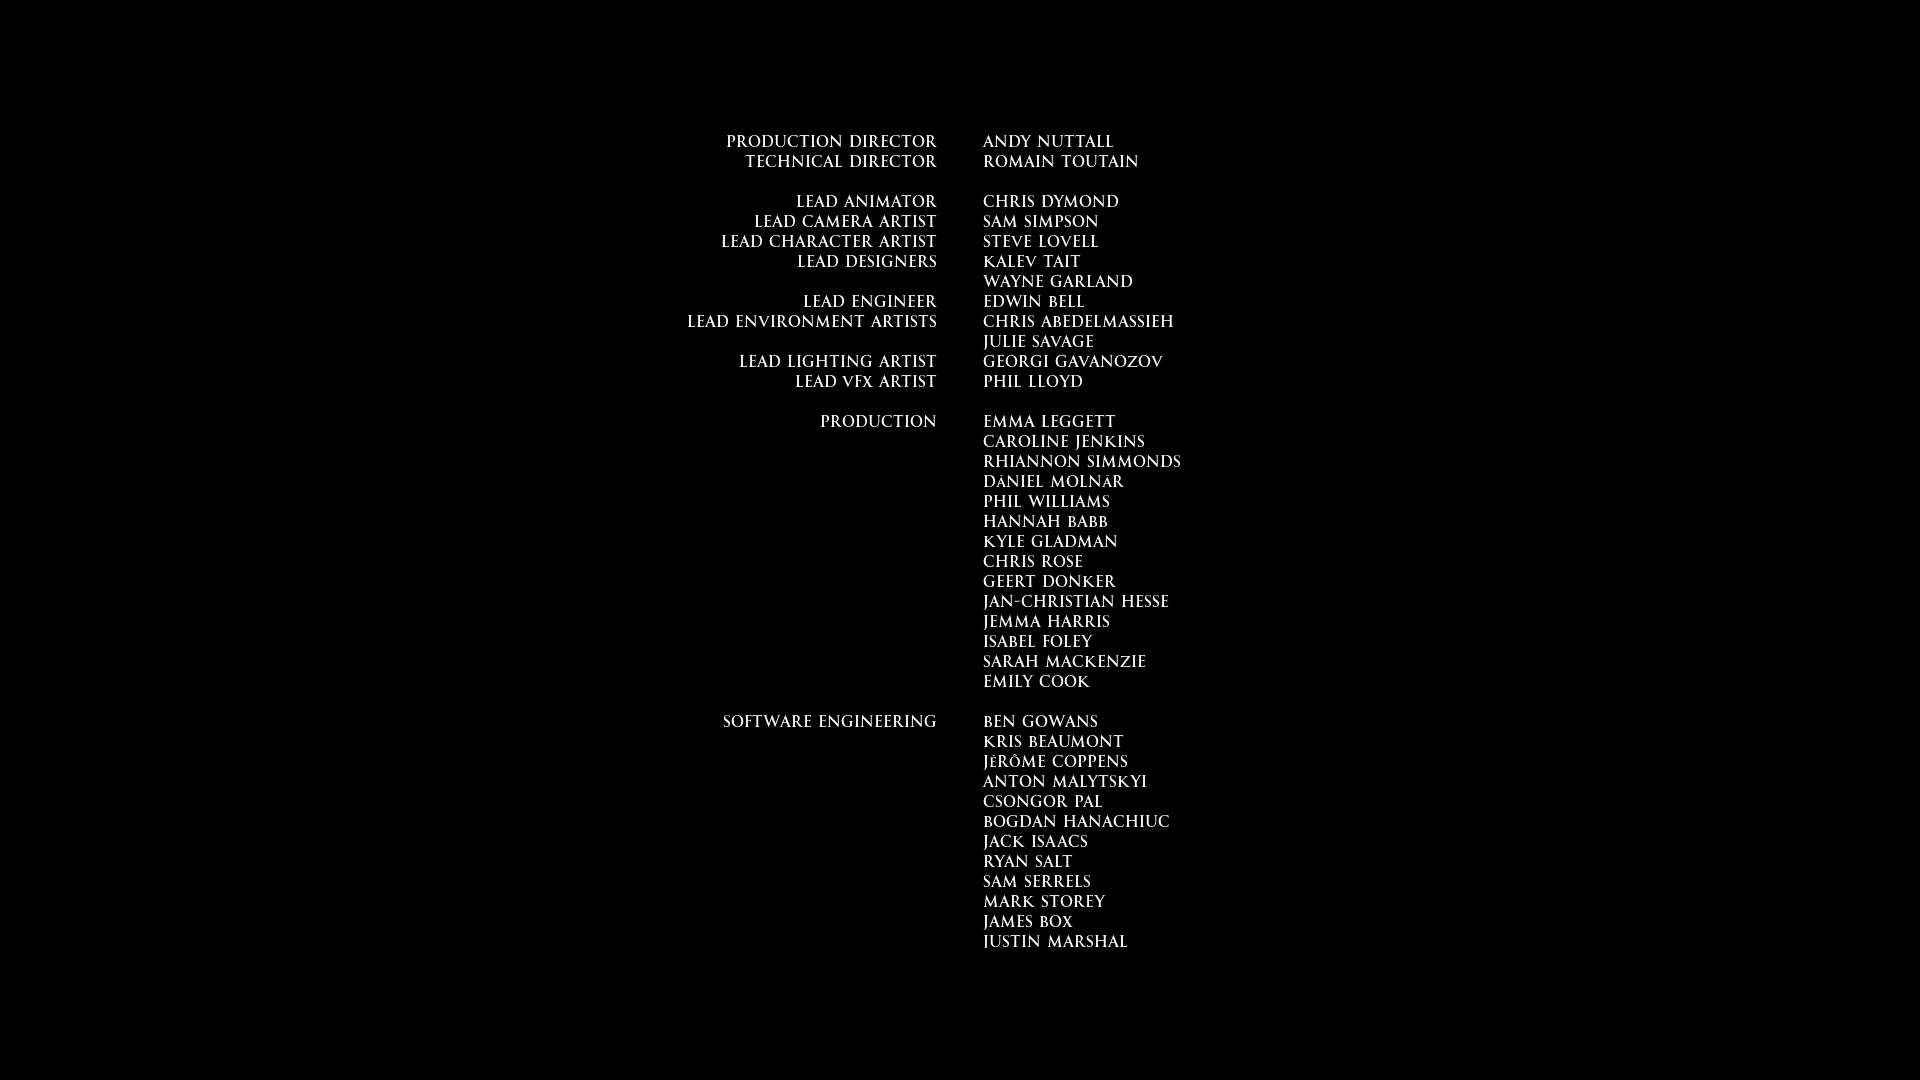 PRODUCTION DIRECTOR ANDY NUTTALL
TECHNICAL DIRECTOR ROMAIN TOUTAIN
LEAD ANIMATOR CHRIS DYMOND
LEAD CAMERA ARTIST SAM SIMPSON
LEAD CHARACTER ARTIST STEVE LOVELL
LEAD DESIGNERS KALEV TAIT
WAYNE GARLAND
LEAD ENGINEER EDWIN BELL
LEAD ENVIRONMENT ARTISTS CHRIS ABEDELMASSIEH
JULIE SAVAGE
LEAD LIGHTING ARTIST GEORGI GAVANOZOV
LEAD VFX ARTIST PHIL LLOYD
PRODUCTION EMMA LEGGETT
CAROLINE JENKINS
RHIANNON SIMMONDS
DÁNIEL MOLNÁR
PHIL WILLIAMS
HANNAH BABB
KYLE GLADMAN
CHRIS ROSE
GEERT DONKER
JAN-CHRISTIAN HESSE
JEMMA HARRIS
ISABEL FOLEY
SARAH MACKENZIE
EMILY COOK
SOFTWARE ENGINEERING BEN GOWANS
KRIS BEAUMONT
JÉRÔME COPPENS
ANTON MALYTSKYI
CSONGOR PAL
BOGDAN HANACHIUC
JACK ISAACS
RYAN SALT
SAM SERRELS
MARK STOREY
JAMES BOX
JUSTIN MARSHAL